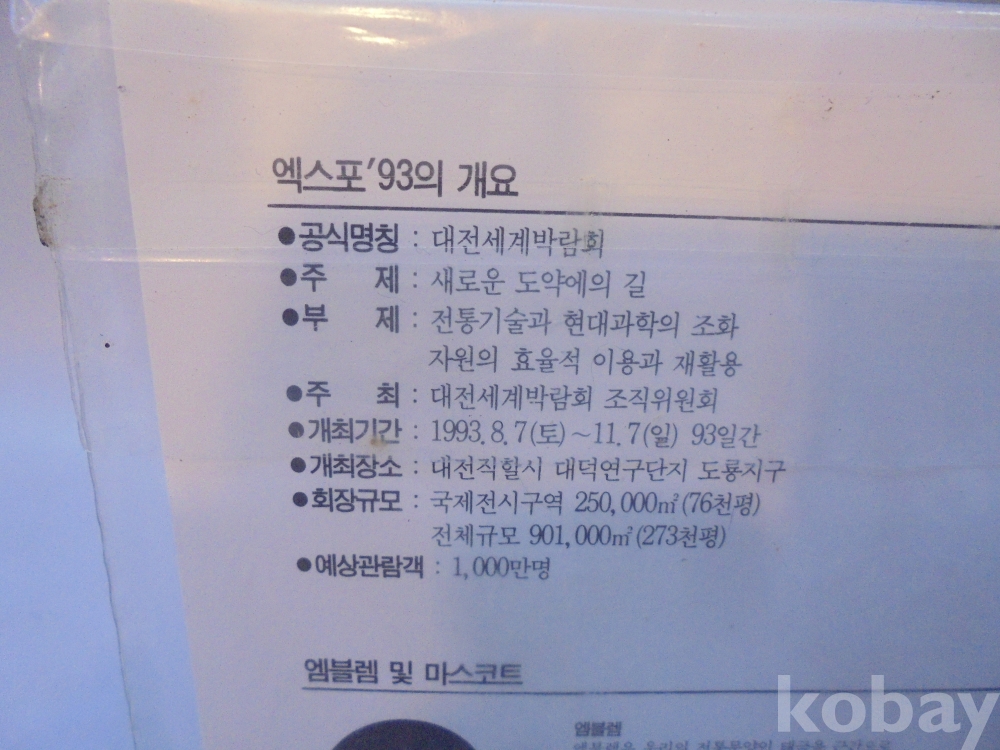 엑스포'93의 개요
●공식명칭 : 대전세계박람회
●주 제 : 새로운 도약에의 길
●부 제 : 전통기술과 현대과학의 조화
자원의 효율적 이용과 재활용
●주 최 : 대전세계박람회 조직위원회
●개최기간 : 1993. 8. 7(토)~11. 7(일) 93일간
●개최장소 : 대전직할시 대덕연구단지 도룡지구
●회장규모 : 국제전시구역 250,000㎡(76천평)
전체규모 901,000㎡(273천평)
●예상관람객 : 1,000만명
엠블렘 및 마스코트
엠블렘
kobay